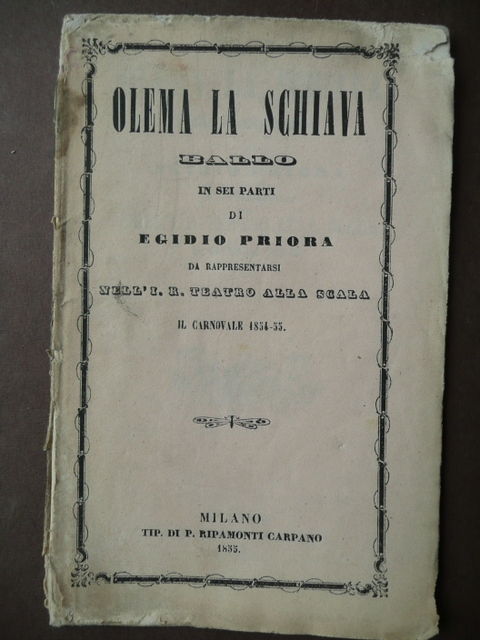 OLEMA LA SCHIAVA
BALLO
IN SEI PARTI
DI
EGIDIO PRIORA
DA RAPPRESENTARSI
NELL'I. R. TEATRO ALLA SCALA
IL CARNOVALE 1854-55.
MILANO
TIP. DI P. RIPAMONTI CARPANO
1855.